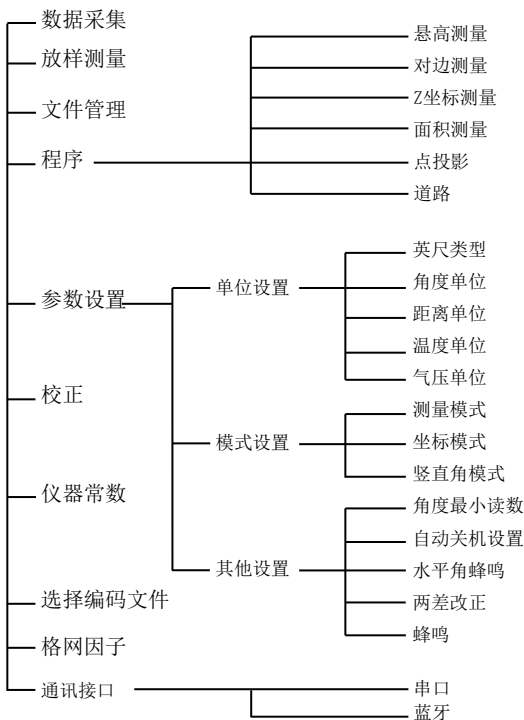 数据采集
放样测量
文件管理
程序
悬高测量
对边测量
Z坐标测量
面积测量
点投影
道路
参数设置
单位设置
英尺类型
角度单位
距离单位
温度单位
气压单位
模式设置
测量模式
坐标模式
竖直角模式
其他设置
角度最小读数
自动关机设置
水平角蜂鸣
两差改正
蜂鸣
校正
仪器常数
选择编码文件
格网因子
通讯接口
串口
蓝牙